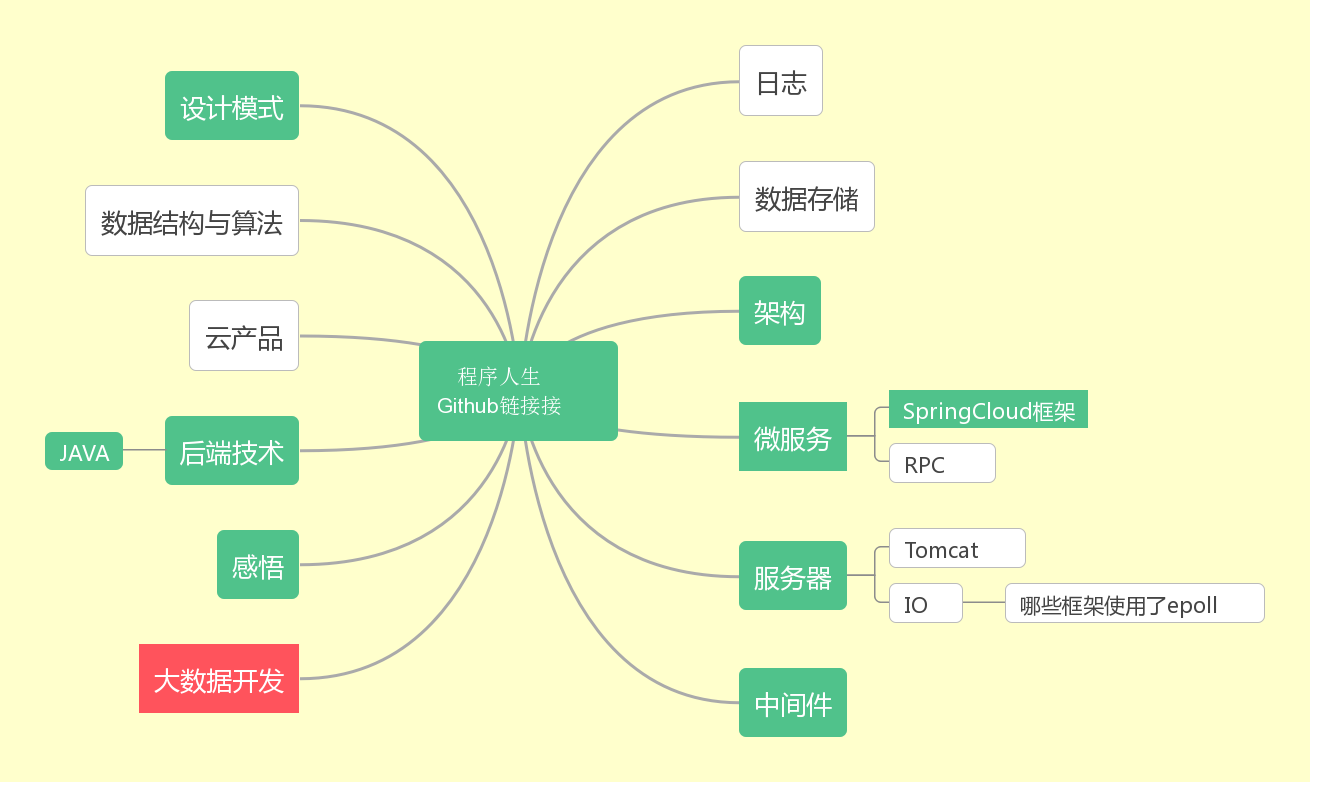 设计模式
数据结构与算法
云产品
后端技术
JAVA
感悟
大数据开发
程序人生
Github链接接
日志
数据存储
架构
微服务
SpringCloud框架
RPC
服务器
Tomcat
IO
哪些框架使用了epoll
中间件